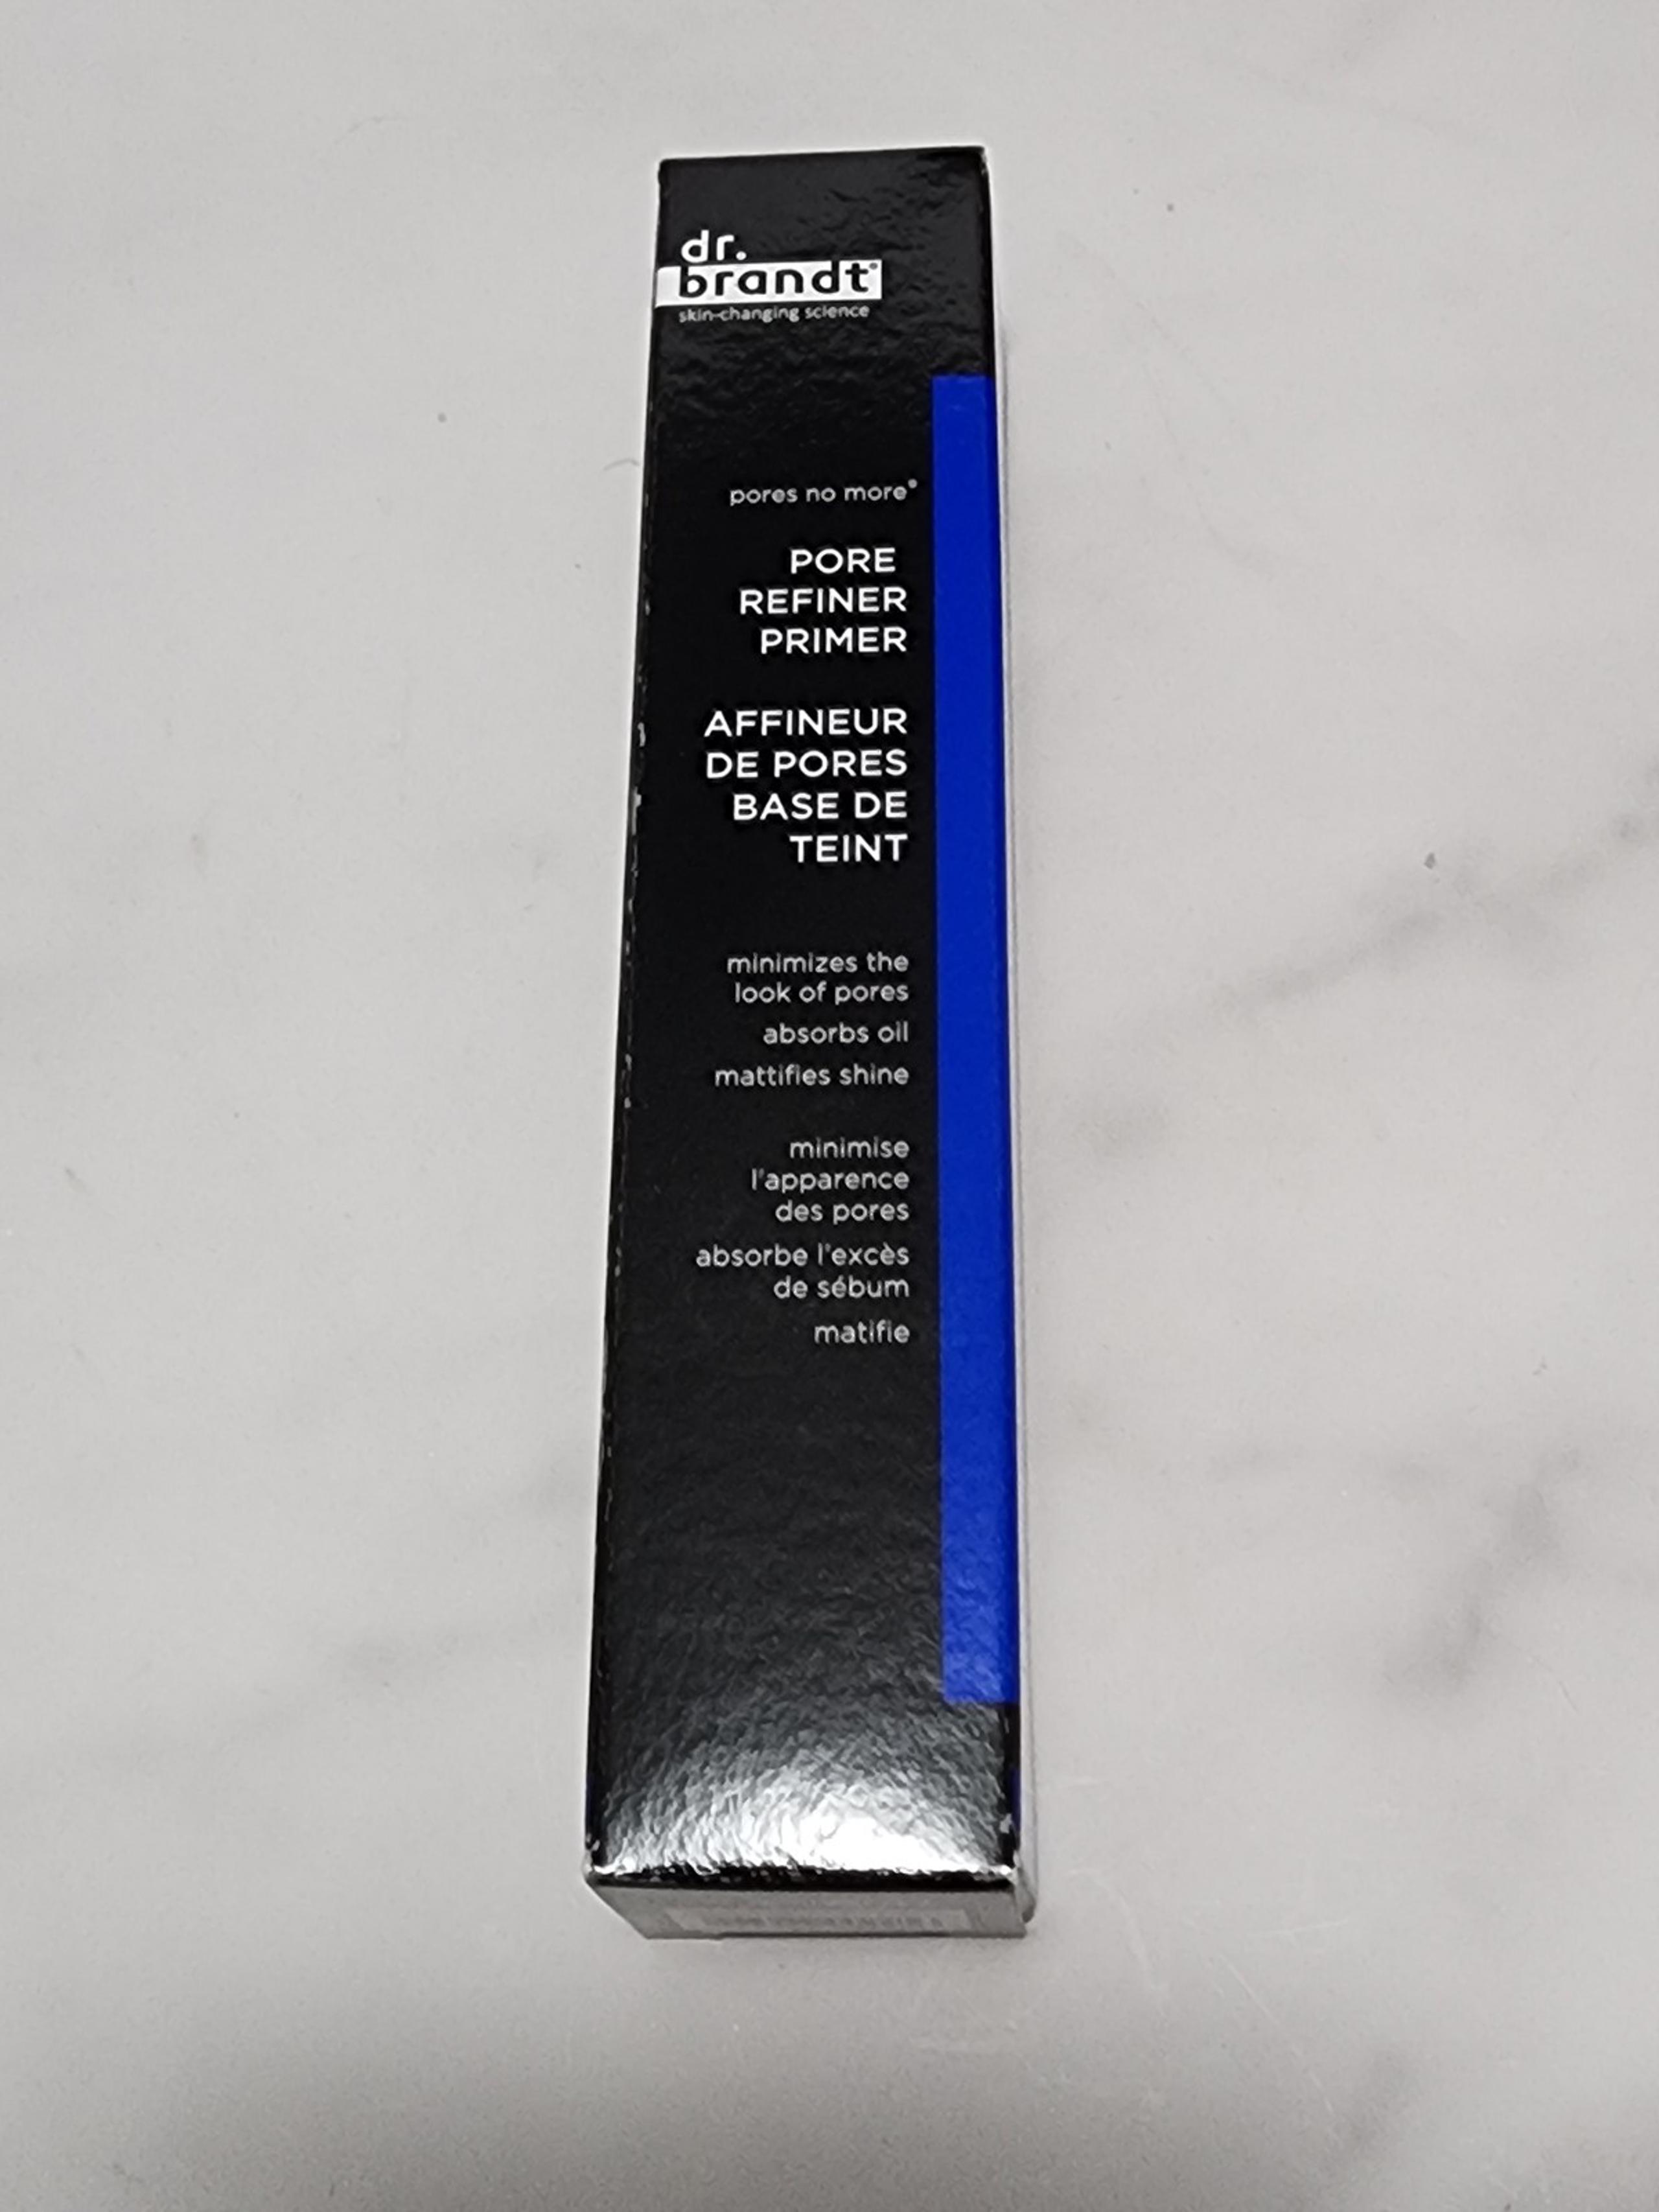 dr.
brandt®
skin-changing science
pores no more®
PORE
REFINER
PRIMER
AFFINEUR
DE PORES
BASE DE
TEINT
minimizes the
look of pores
absorbs oil
mattifies shine
minimise
l'apparence
des pores
absorbe l'excès
de sébum
matifie